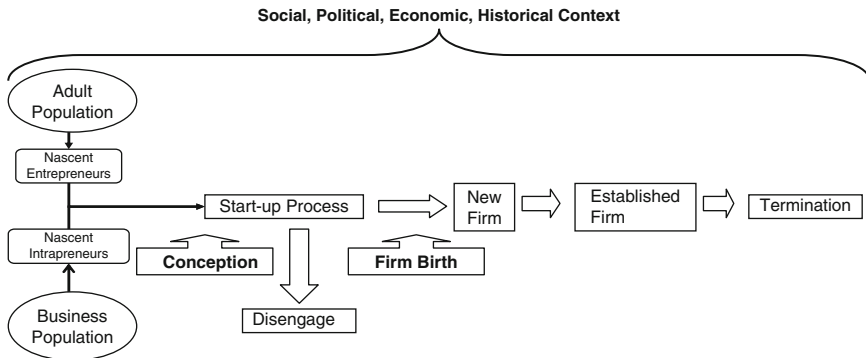 Social, Political, Economic, Historical Context
Adult
Population
Nascent
Entrepreneurs
Start-up Process
New
Firm
Established
Firm
Termination
Nascent
Intrapreneurs
Conception
Firm Birth
Business
Population
Disengage